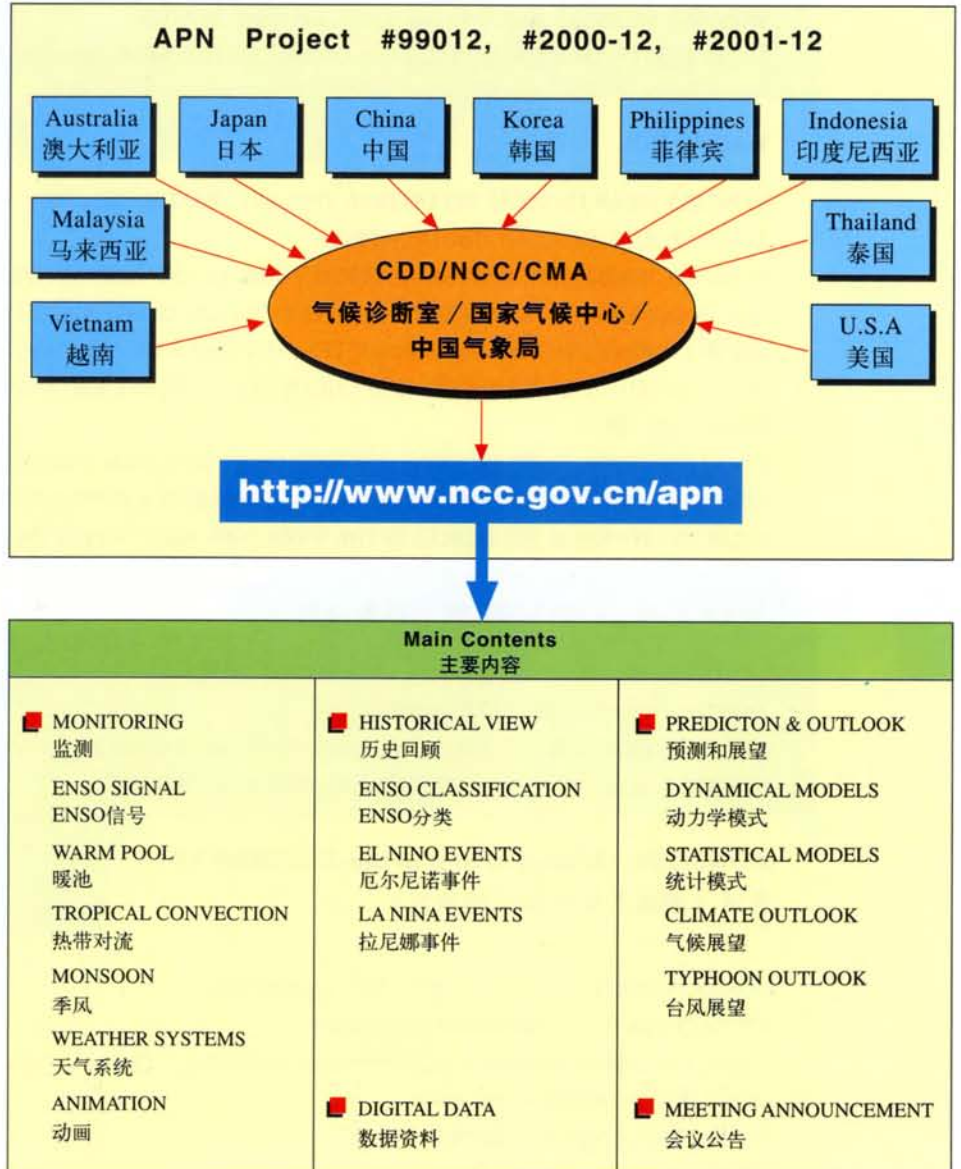 APN Project #99012, #2000-12, #2001-12
Australia
澳大利亚
Japan
日本
China
中国
Korea
韩国
Philippines
菲律宾
Indonesia
印度尼西亚
Malaysia
马来西亚
Thailand
泰国
Vietnam
越南
U.S.A
美国
CDD/NCC/CMA
气候诊断室/国家气候中心/
中国气象局
http://www.ncc.gov.cn/apn
Main Contents
主要内容
MONITORING
监测
ENSO SIGNAL
ENSO信号
WARM POOL
暖池
TROPICAL CONVECTION
热带对流
MONSOON
季风
WEATHER SYSTEMS
天气系统
ANIMATION
动画
HISTORICAL VIEW
历史回顾
ENSO CLASSIFICATION
ENSO分类
EL NINO EVENTS
厄尔尼诺事件
LA NINA EVENTS
拉尼娜事件
DIGITAL DATA
数据资料
PREDICTON & OUTLOOK
预测和展望
DYNAMICAL MODELS
动力学模式
STATISTICAL MODELS
统计模式
CLIMATE OUTLOOK
气候展望
TYPHOON OUTLOOK
台风展望
MEETING ANNOUNCEMENT
会议公告